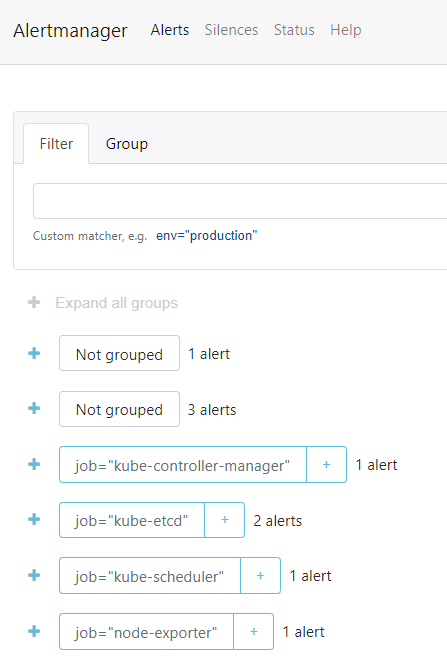 Alertmanager Alerts Silences Status Help
Filter Group
Custom matcher, e.g. env="production"
+ Expand all groups
+ Not grouped 1 alert
+ Not grouped 3 alerts
+ job="kube-controller-manager" + 1 alert
+ job="kube-etcd" + 2 alerts
+ job="kube-scheduler" + 1 alert
+ job="node-exporter" + 1 alert